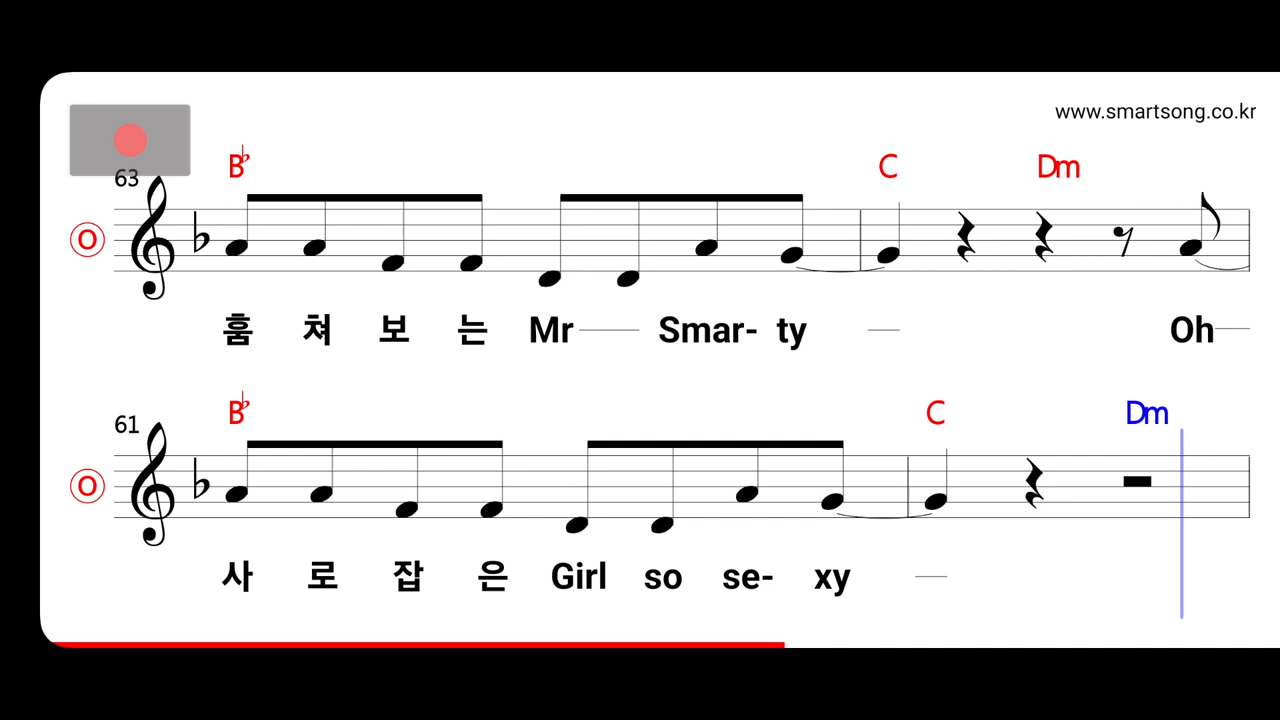 www.smartsong.co.kr
63
B♭ C Dm
O
훔 쳐 보 는 Mr Smar- ty Oh
61
B♭ C Dm
O
사 로 잡 은 Girl so se- xy